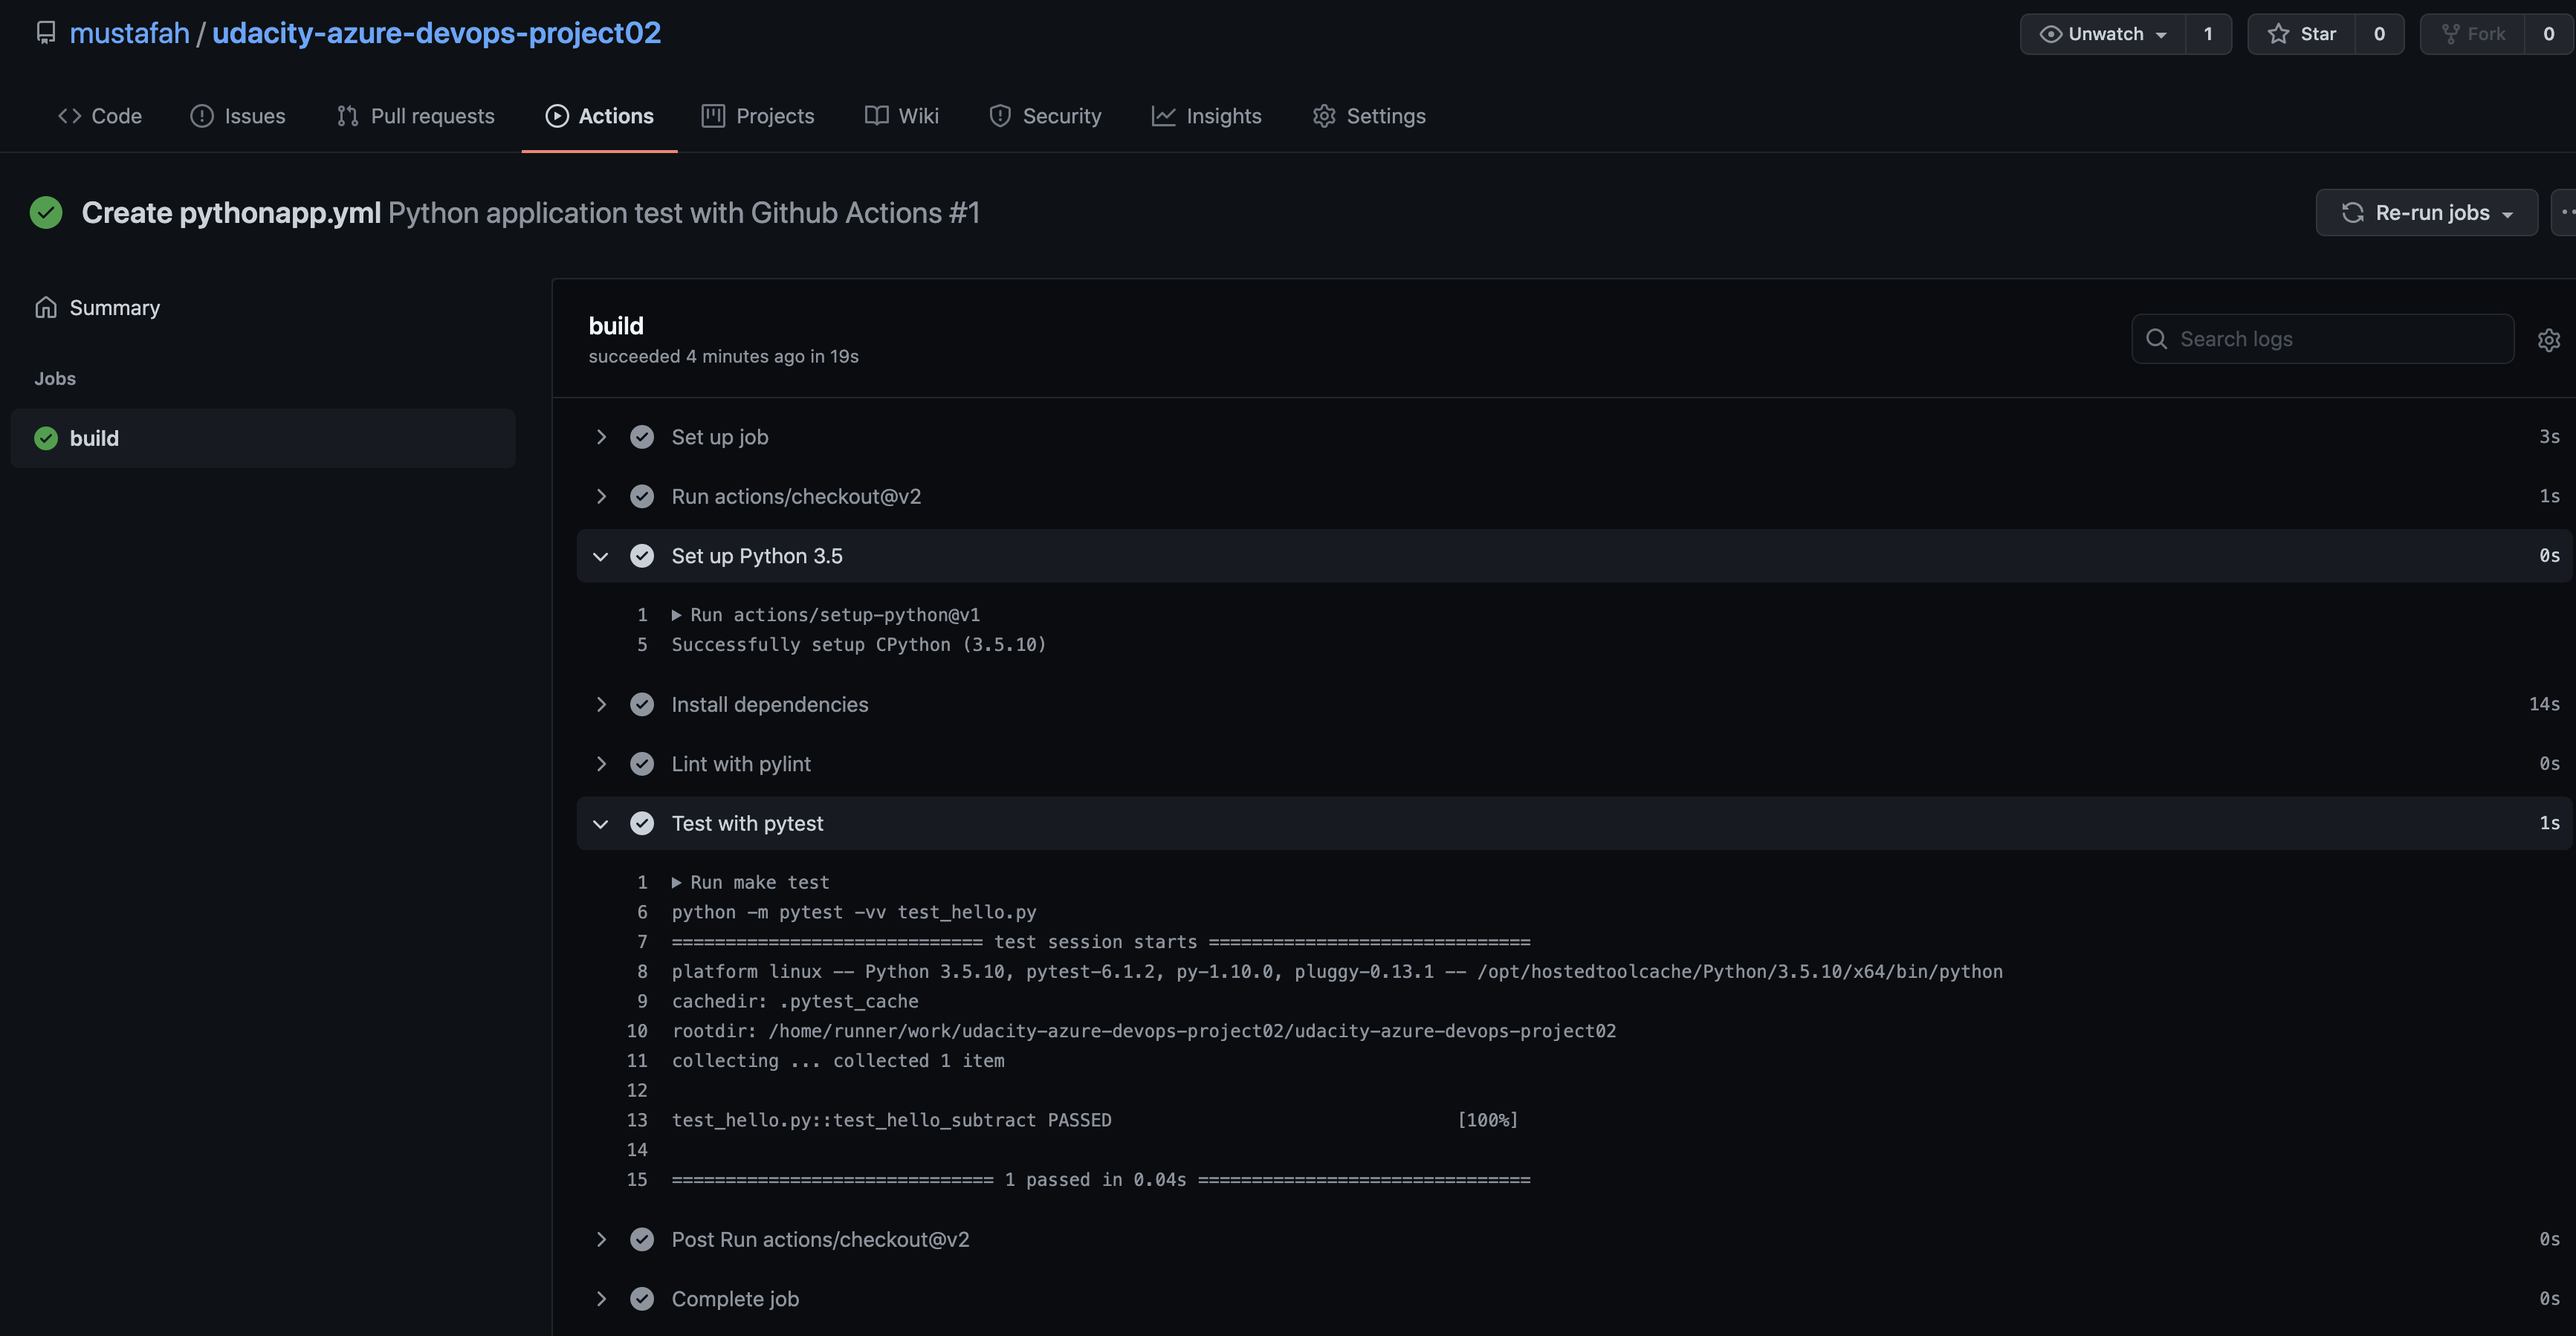 mustafah / udacity-azure-devops-project02
Unwatch 1
Star 0
Fork 0
Code
Issues
Pull requests
Actions
Projects
Wiki
Security
Insights
Settings
Create pythonapp.yml Python application test with Github Actions #1
Re-run jobs
Summary
Jobs
build
build
succeeded 4 minutes ago in 19s
Search logs
Set up job 3s
Run actions/checkout@v2 1s
Set up Python 3.5 0s
1 ▶ Run actions/setup-python@v1
5 Successfully setup CPython (3.5.10)
Install dependencies 14s
Lint with pylint 0s
Test with pytest 1s
1 ▶ Run make test
6 python -m pytest -vv test_hello.py
7 ============================= test session starts ==============================
8 platform linux -- Python 3.5.10, pytest-6.1.2, py-1.10.0, pluggy-0.13.1 -- /opt/hostedtoolcache/Python/3.5.10/x64/bin/python
9 cachedir: .pytest_cache
10 rootdir: /home/runner/work/udacity-azure-devops-project02/udacity-azure-devops-project02
11 collecting ... collected 1 item
12
13 test_hello.py::test_hello_subtract PASSED [100%]
14
15 ============================== 1 passed in 0.04s ===============================
Post Run actions/checkout@v2 0s
Complete job 0s